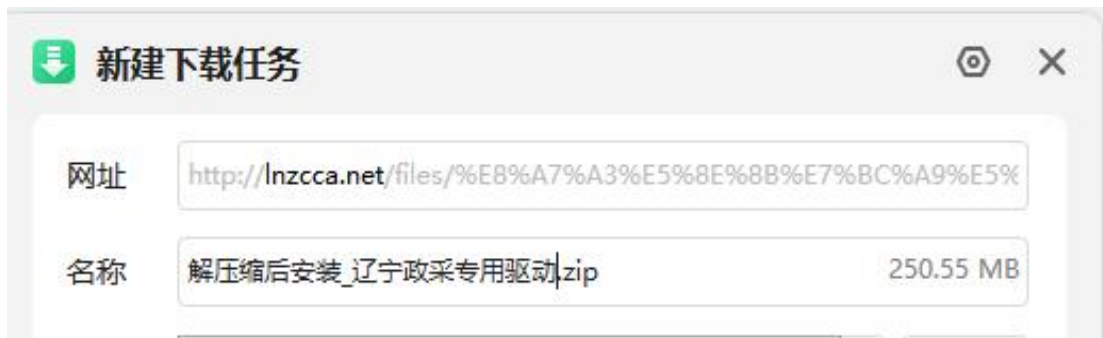 新建下载任务
网址 http://lnzcca.net/files/%E8%A7%A3%E5%8E%8B%E7%BC%A9%E5%
名称 解压缩后安装_辽宁政采专用驱动.zip 250.55 MB